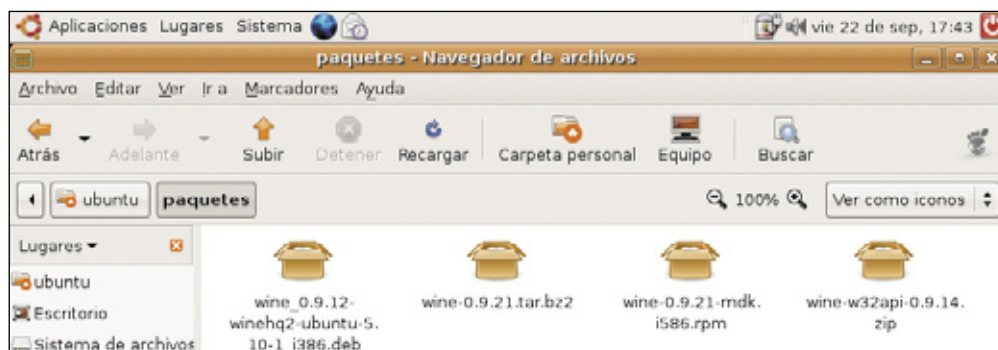 Aplicaciones Lugares Sistema vie 22 de sep, 17:43
paquetes - Navegador de archivos
Archivo Editar Ver Ir a Marcadores Ayuda
Atrás Adelante Subir Detener Recargar Carpeta personal Equipo Buscar
ubuntu paquetes 100% Ver como iconos
Lugares
ubuntu
Escritorio
Sistema de archivos
wine_0.9.12-
winehq2-ubuntu-5.
10-1_i386.deb
wine-0.9.21.tar.bz2
wine-0.9.21-mdk.
i586.rpm
wine-w32api-0.9.14.
zip